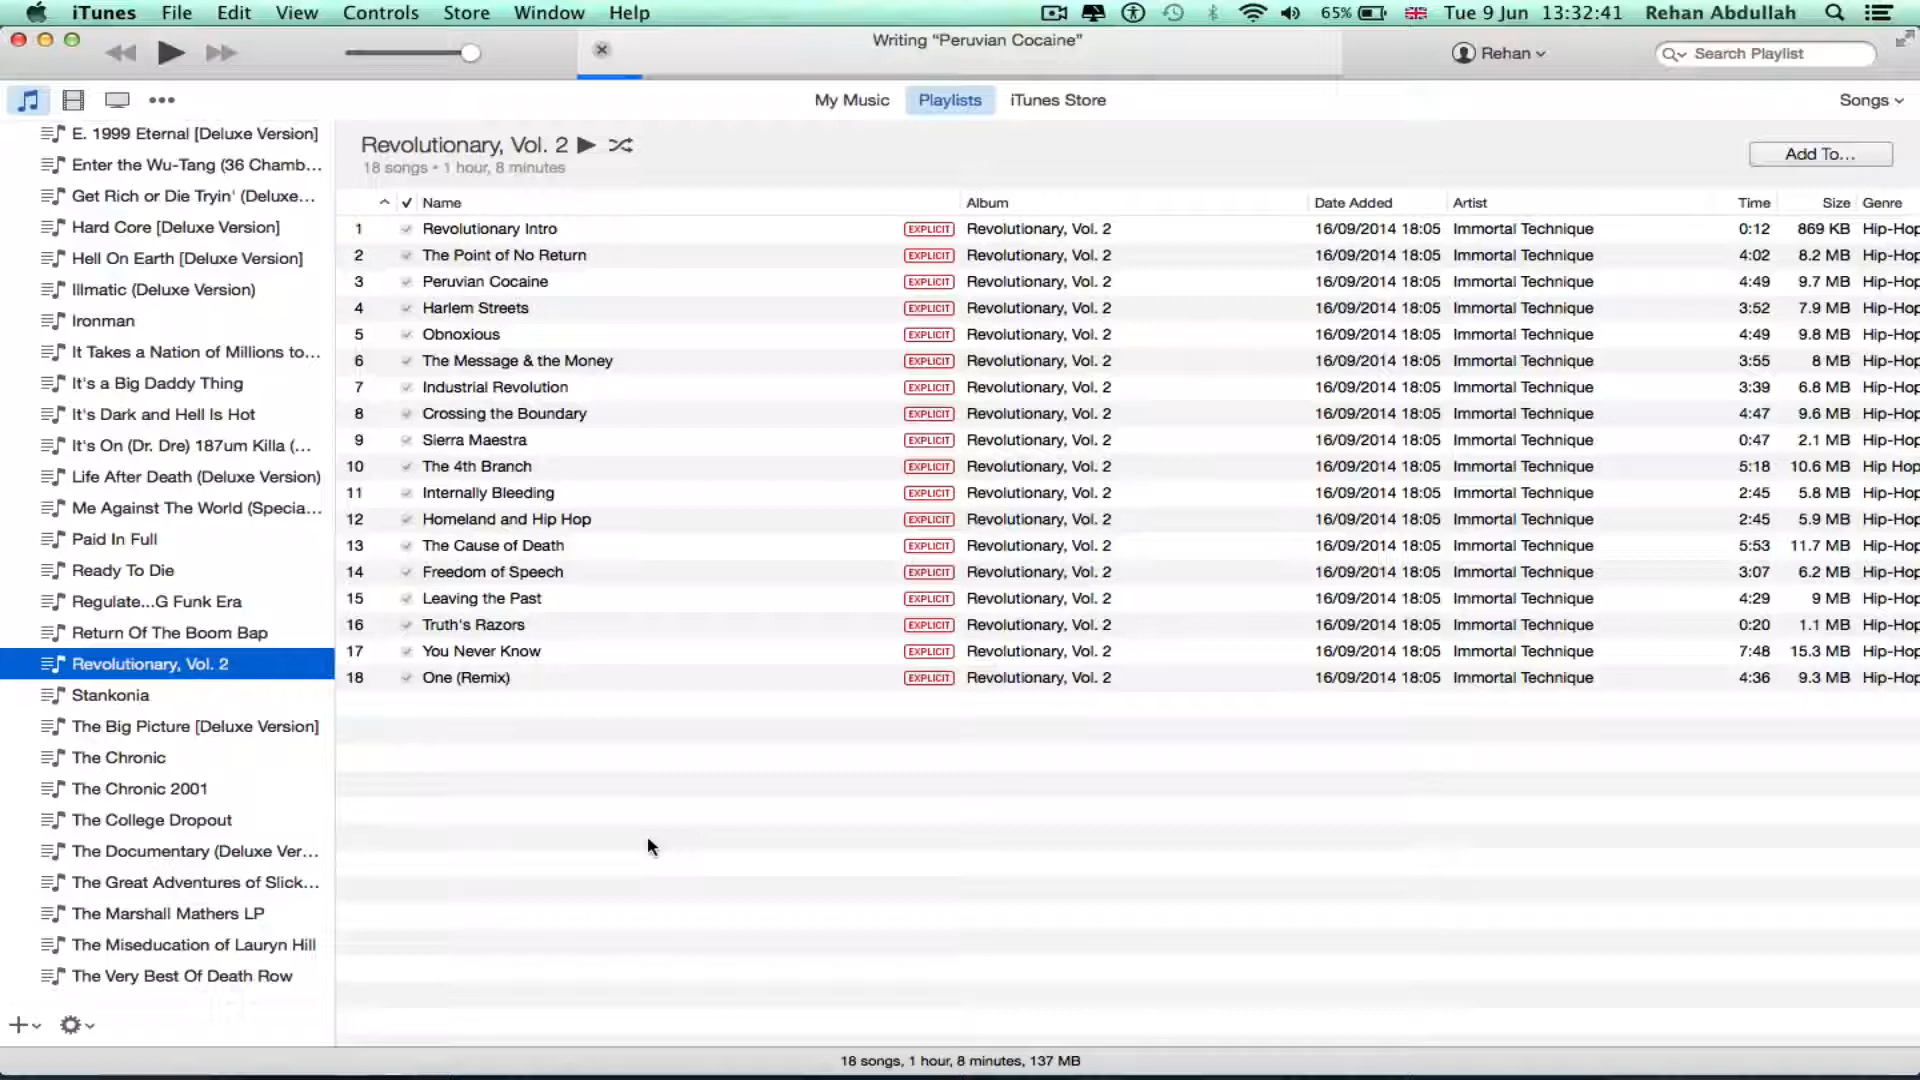 iTunes File Edit View Controls Store Window Help 65% Tue 9 Jun 13:32:41 Rehan Abdullah
Writing “Peruvian Cocaine”
Rehan
Search Playlist
My Music Playlists iTunes Store Songs
E. 1999 Eternal [Deluxe Version]
Enter the Wu-Tang (36 Chamb...
Get Rich or Die Tryin' (Deluxe...
Hard Core [Deluxe Version]
Hell On Earth [Deluxe Version]
Illmatic (Deluxe Version)
Ironman
It Takes a Nation of Millions to...
It's a Big Daddy Thing
It's Dark and Hell Is Hot
It's On (Dr. Dre) 187um Killa (...
Life After Death (Deluxe Version)
Me Against The World (Specia...
Paid In Full
Ready To Die
Regulate...G Funk Era
Return Of The Boom Bap
Revolutionary, Vol. 2
Stankonia
The Big Picture [Deluxe Version]
The Chronic
The Chronic 2001
The College Dropout
The Documentary (Deluxe Ver...
The Great Adventures of Slick...
The Marshall Mathers LP
The Miseducation of Lauryn Hill
The Very Best Of Death Row
Revolutionary, Vol. 2
18 songs • 1 hour, 8 minutes
Add To...
Name Album Date Added Artist Time Size Genre
1 Revolutionary Intro EXPLICIT Revolutionary, Vol. 2 16/09/2014 18:05 Immortal Technique 0:12 869 KB Hip-Hop
2 The Point of No Return EXPLICIT Revolutionary, Vol. 2 16/09/2014 18:05 Immortal Technique 4:02 8.2 MB Hip-Hop
3 Peruvian Cocaine EXPLICIT Revolutionary, Vol. 2 16/09/2014 18:05 Immortal Technique 4:49 9.7 MB Hip-Hop
4 Harlem Streets EXPLICIT Revolutionary, Vol. 2 16/09/2014 18:05 Immortal Technique 3:52 7.9 MB Hip-Hop
5 Obnoxious EXPLICIT Revolutionary, Vol. 2 16/09/2014 18:05 Immortal Technique 4:49 9.8 MB Hip-Hop
6 The Message & the Money EXPLICIT Revolutionary, Vol. 2 16/09/2014 18:05 Immortal Technique 3:55 8 MB Hip-Hop
7 Industrial Revolution EXPLICIT Revolutionary, Vol. 2 16/09/2014 18:05 Immortal Technique 3:39 6.8 MB Hip-Hop
8 Crossing the Boundary EXPLICIT Revolutionary, Vol. 2 16/09/2014 18:05 Immortal Technique 4:47 9.6 MB Hip-Hop
9 Sierra Maestra EXPLICIT Revolutionary, Vol. 2 16/09/2014 18:05 Immortal Technique 0:47 2.1 MB Hip-Hop
10 The 4th Branch EXPLICIT Revolutionary, Vol. 2 16/09/2014 18:05 Immortal Technique 5:18 10.6 MB Hip Hop
11 Internally Bleeding EXPLICIT Revolutionary, Vol. 2 16/09/2014 18:05 Immortal Technique 2:45 5.8 MB Hip-Hop
12 Homeland and Hip Hop EXPLICIT Revolutionary, Vol. 2 16/09/2014 18:05 Immortal Technique 2:45 5.9 MB Hip-Hop
13 The Cause of Death EXPLICIT Revolutionary, Vol. 2 16/09/2014 18:05 Immortal Technique 5:53 11.7 MB Hip-Hop
14 Freedom of Speech EXPLICIT Revolutionary, Vol. 2 16/09/2014 18:05 Immortal Technique 3:07 6.2 MB Hip-Hop
15 Leaving the Past EXPLICIT Revolutionary, Vol. 2 16/09/2014 18:05 Immortal Technique 4:29 9 MB Hip-Hop
16 Truth's Razors EXPLICIT Revolutionary, Vol. 2 16/09/2014 18:05 Immortal Technique 0:20 1.1 MB Hip-Hop
17 You Never Know EXPLICIT Revolutionary, Vol. 2 16/09/2014 18:05 Immortal Technique 7:48 15.3 MB Hip-Hop
18 One (Remix) EXPLICIT Revolutionary, Vol. 2 16/09/2014 18:05 Immortal Technique 4:36 9.3 MB Hip-Hop
18 songs, 1 hour, 8 minutes, 137 MB